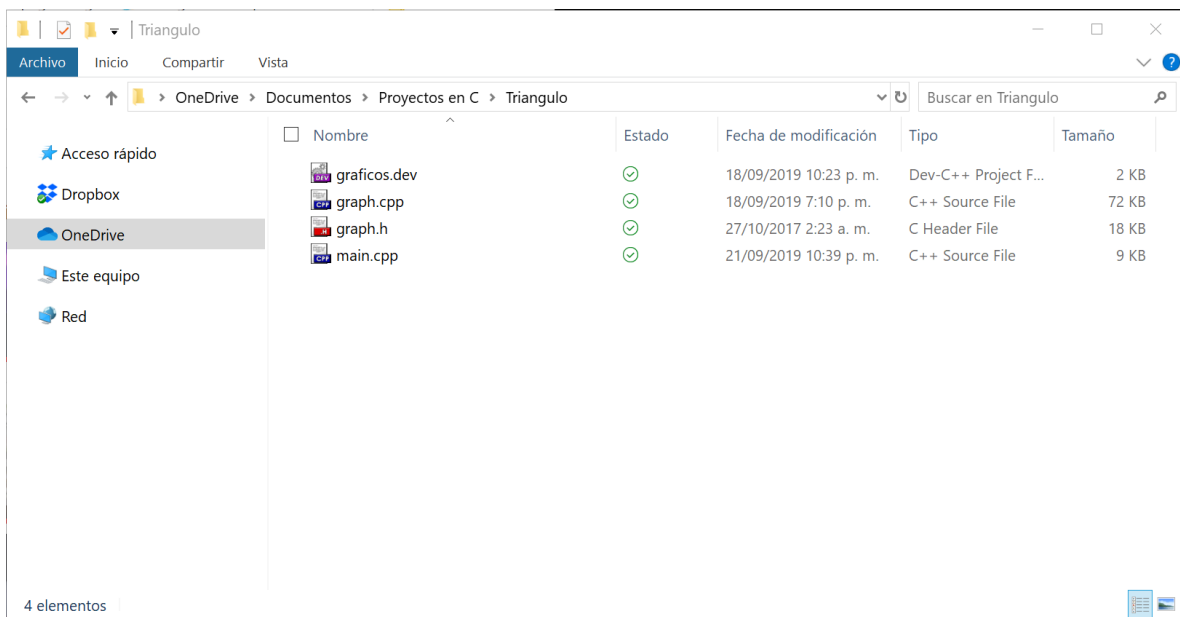 Triangulo
Archivo Inicio Compartir Vista
OneDrive > Documentos > Proyectos en C > Triangulo Buscar en Triangulo
Nombre Estado Fecha de modificación Tipo Tamaño
Acceso rápido
Dropbox
OneDrive
Este equipo
Red
graficos.dev 18/09/2019 10:23 p. m. Dev-C++ Project F... 2 KB
graph.cpp 18/09/2019 7:10 p. m. C++ Source File 72 KB
graph.h 27/10/2017 2:23 a. m. C Header File 18 KB
main.cpp 21/09/2019 10:39 p. m. C++ Source File 9 KB
4 elementos